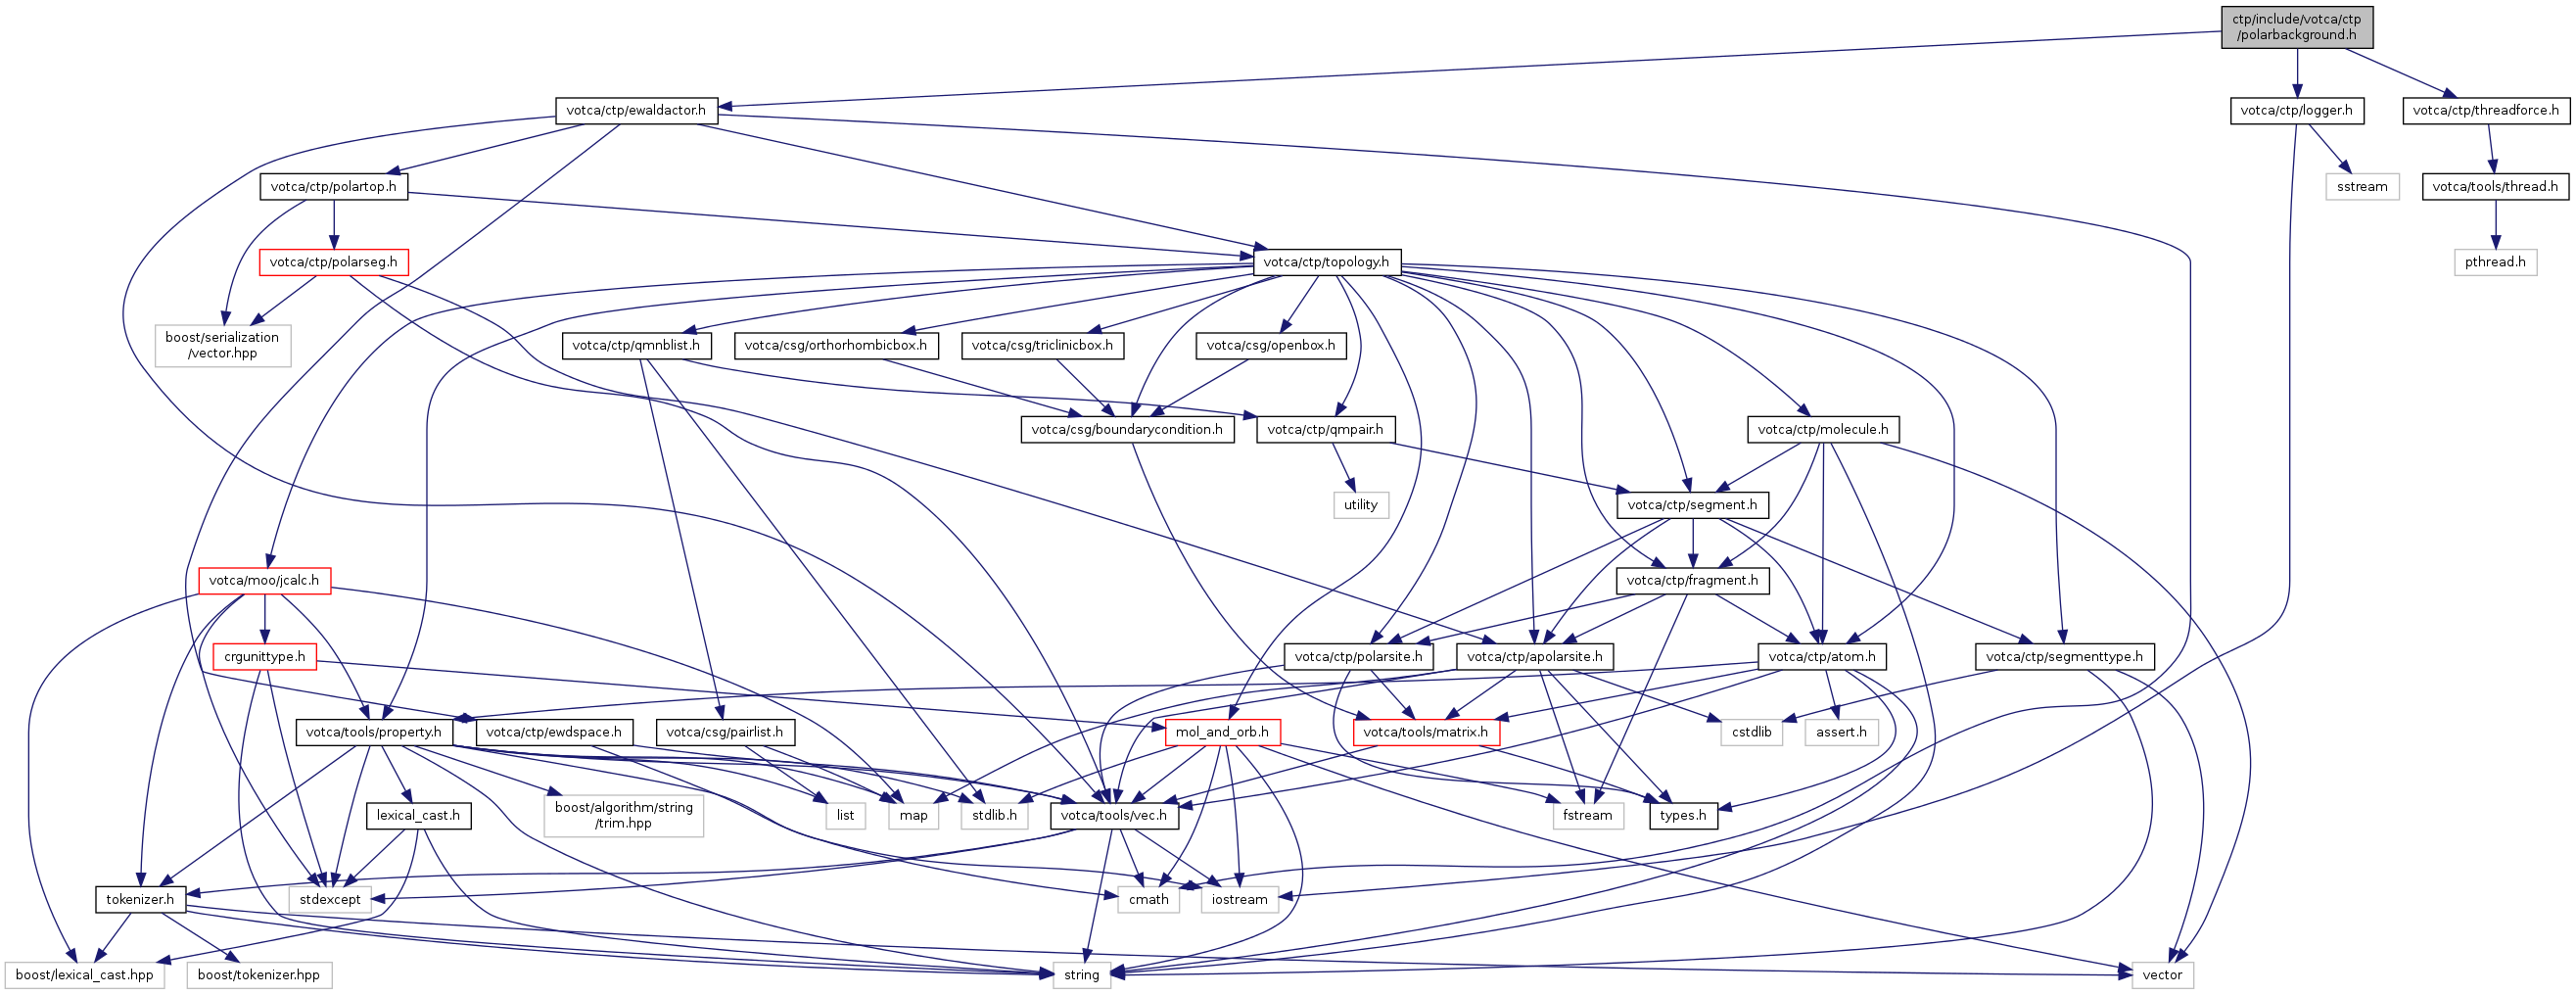 ctp/include/votca/ctp
/polarbackground.h
votca/ctp/ewaldactor.h
votca/ctp/logger.h
votca/ctp/threadforce.h
votca/ctp/polartop.h
sstream
votca/tools/thread.h
votca/ctp/polarseg.h
votca/ctp/topology.h
pthread.h
boost/serialization
/vector.hpp
votca/ctp/qmnblist.h
votca/csg/orthorhombicbox.h
votca/csg/triclinicbox.h
votca/csg/openbox.h
votca/csg/boundarycondition.h
votca/ctp/qmpair.h
votca/ctp/molecule.h
utility
votca/ctp/segment.h
votca/moo/jcalc.h
votca/ctp/fragment.h
crgunittype.h
votca/ctp/polarsite.h
votca/ctp/apolarsite.h
votca/ctp/atom.h
votca/ctp/segmenttype.h
votca/tools/property.h
votca/ctp/ewdspace.h
votca/csg/pairlist.h
mol_and_orb.h
votca/tools/matrix.h
cstdlib
assert.h
lexical_cast.h
boost/algorithm/string
/trim.hpp
list
map
stdlib.h
votca/tools/vec.h
fstream
types.h
tokenizer.h
stdexcept
cmath
iostream
boost/lexical_cast.hpp
boost/tokenizer.hpp
string
vector